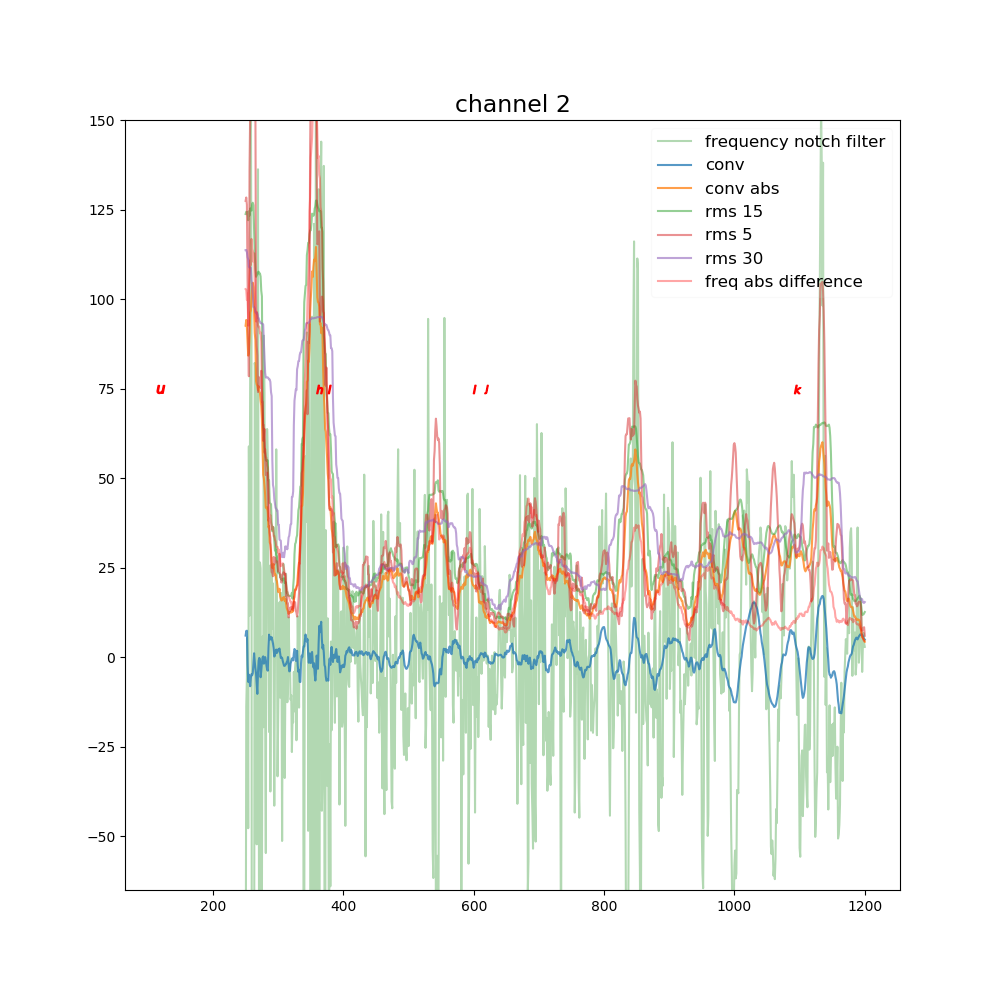 channel 2
150
125
100
75
50
25
0
−25
−50
200 400 600 800 1000 1200
frequency notch filter
conv
conv abs
rms 15
rms 5
rms 30
freq abs difference
u h l l J k